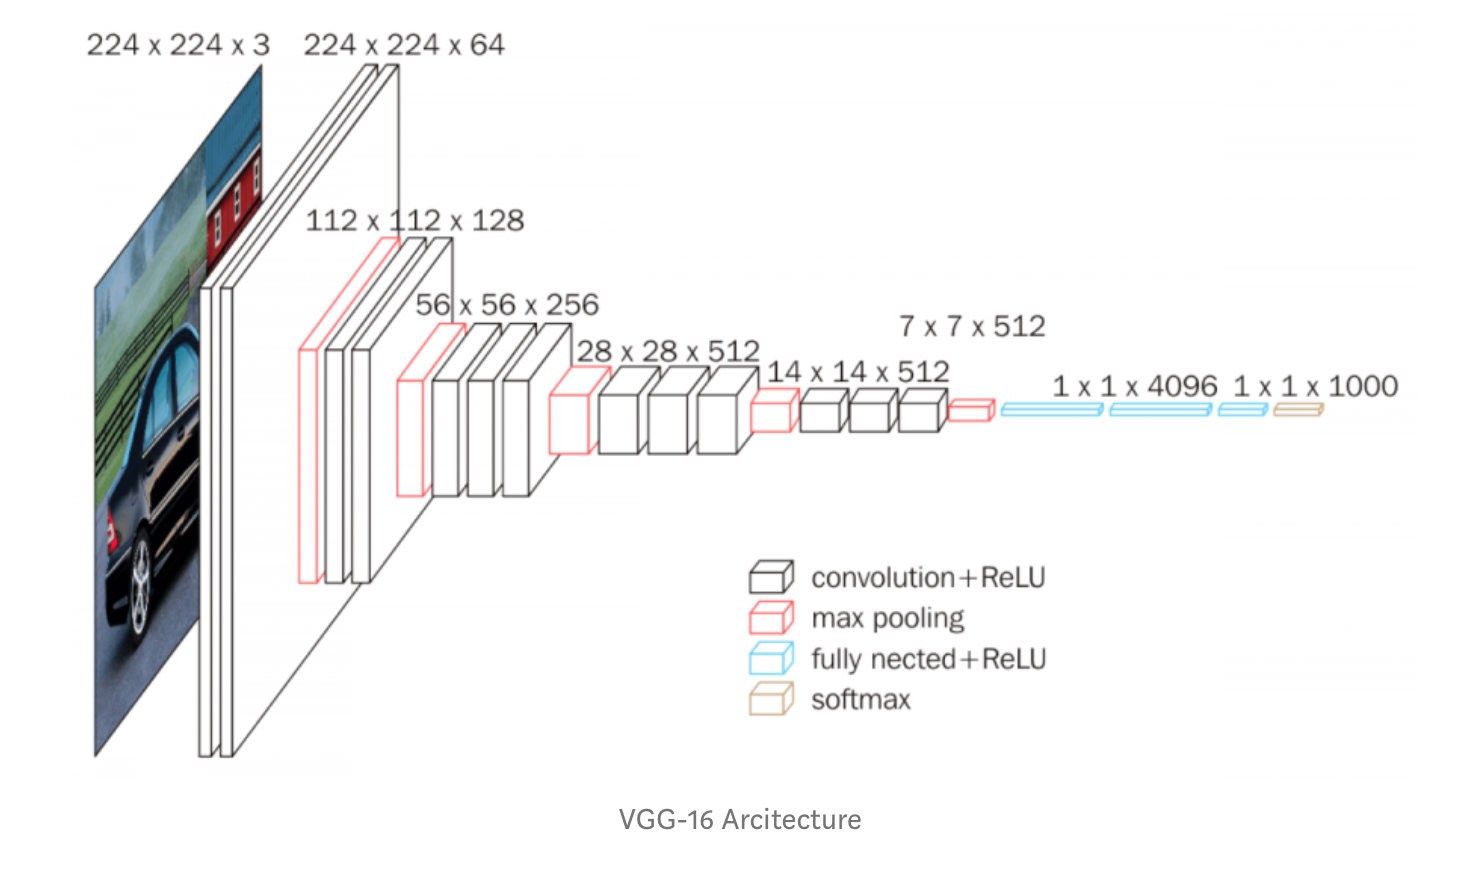 224 x 224 x 3
224 x 224 x 64
112 x 112 x 128
56 x 56 x 256
28 x 28 x 512
14 x 14 x 512
7 x 7 x 512
1 x 1 x 4096
1 x 1 x 1000
convolution+ReLU
max pooling
fully nected+ReLU
softmax
VGG-16 Arcitecture